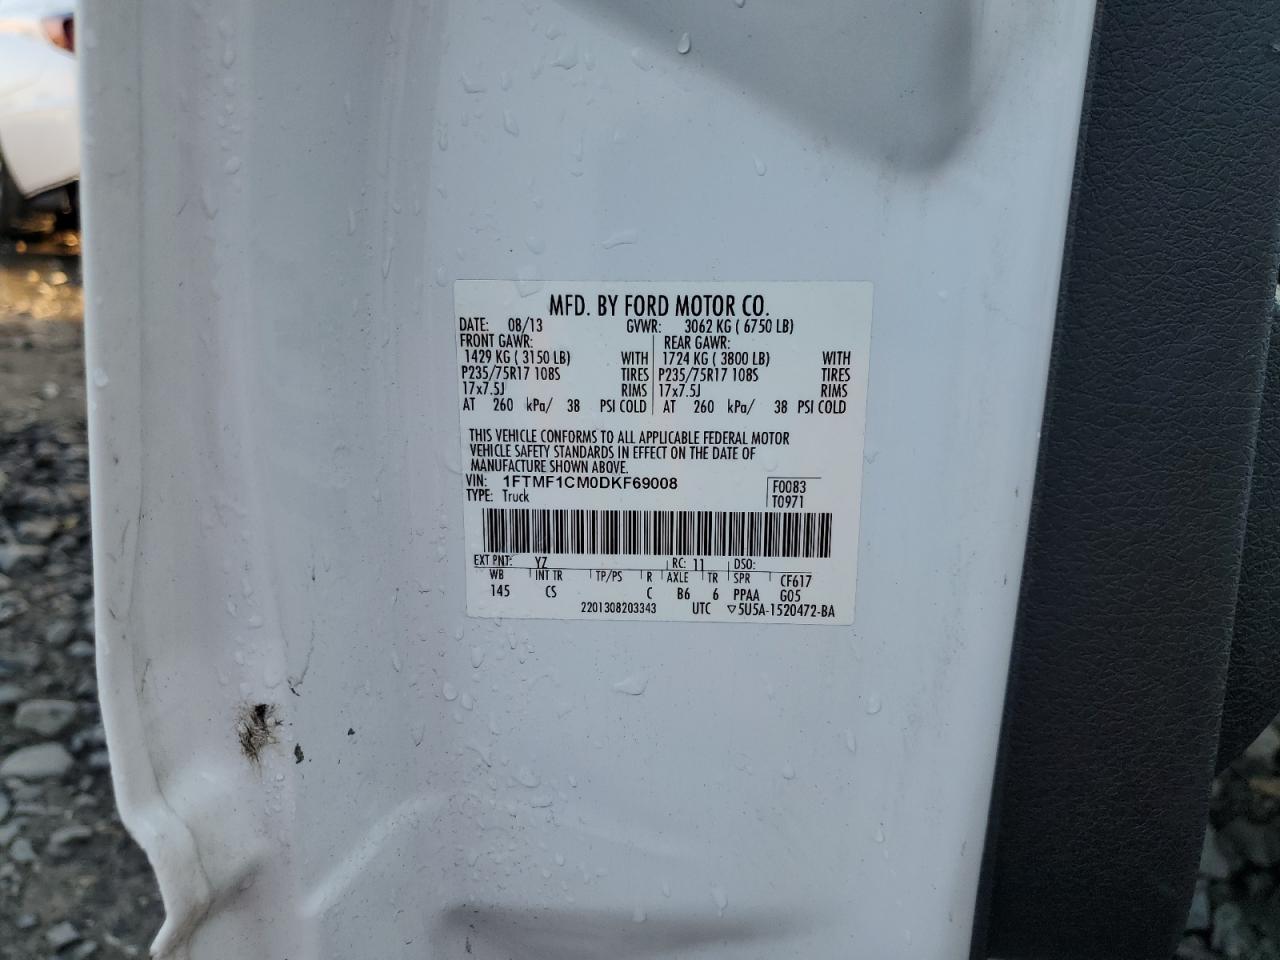 MFD. BY FORD MOTOR CO.
DATE: 08/13 GVWR: 3062 KG ( 6750 LB)
FRONT GAWR: REAR GAWR:
1429 KG ( 3150 LB) WITH 1724 KG ( 3800 LB) WITH
P235/75R17 108S TIRES P235/75R17 108S TIRES
17x7.5J RIMS 17x7.5J RIMS
AT 260 kPa/ 38 PSI COLD AT 260 kPa/ 38 PSI COLD
THIS VEHICLE CONFORMS TO ALL APPLICABLE FEDERAL MOTOR
VEHICLE SAFETY STANDARDS IN EFFECT ON THE DATE OF
MANUFACTURE SHOWN ABOVE.
VIN: 1FTMF1CM0DKF69008 F0083
TYPE: Truck T0971
EXT PNT: YZ RC: 11 DSO:
WB INT TR TP/PS R AXLE TR SPR CF617
145 CS C B6 6 PPAA G05
2201308203343 UTC ▽5U5A-1520472-BA